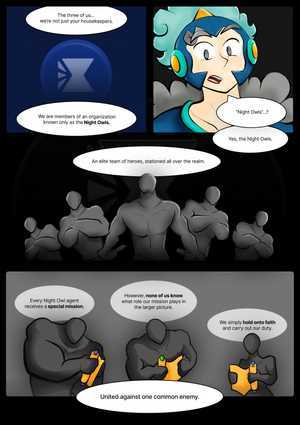 The three of us...
we're not just your housekeepers.
We are members of an organization
known only as the Night Owls.
"Night Owls"...?
Yes, the Night Owls.
An elite team of heroes, stationed all over the realm.
Every Night Owl agent
receives a special mission.
However, none of us know
what role our mission plays in
the larger picture.
We simply hold onto faith
and carry out our duty.
United against one common enemy.